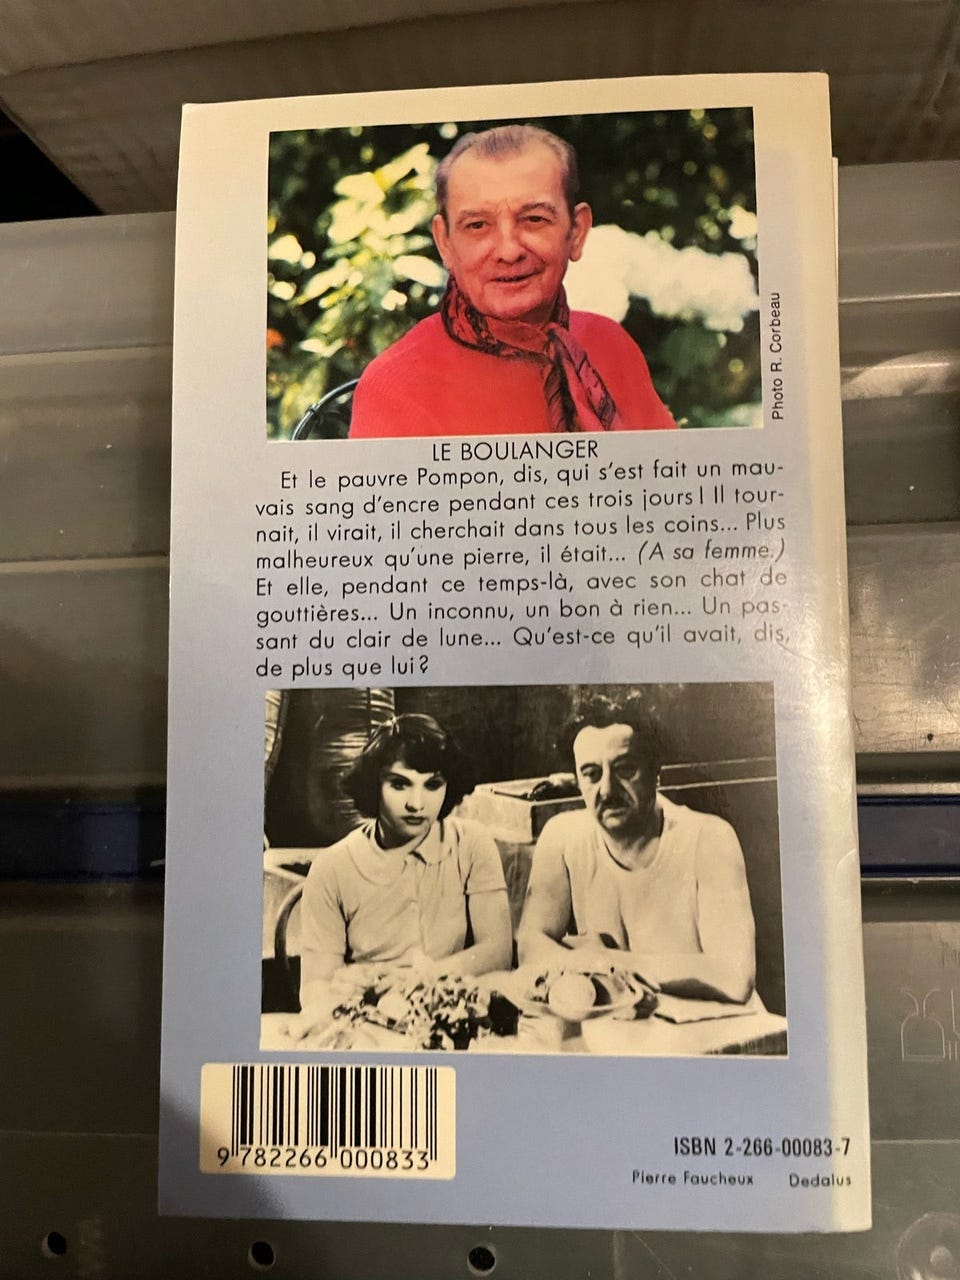 Photo R. Corbeau
LE BOULANGER
Et le pauvre Pompon, dis, qui s'est fait un mau-
vais sang d'encre pendant ces trois jours! Il tour-
nait, il virait, il cherchait dans tous les coins... Plus
malheureux qu'une pierre, il était... (A sa femme.)
Et elle, pendant ce temps-là, avec son chat de
gouttières... Un inconnu, un bon à rien... Un pas-
sant du clair de lune... Qu'est-ce qu'il avait, dis,
de plus que lui?
9 782266 000833
ISBN 2-266-00083-7
Pierre Faucheux Dedalus